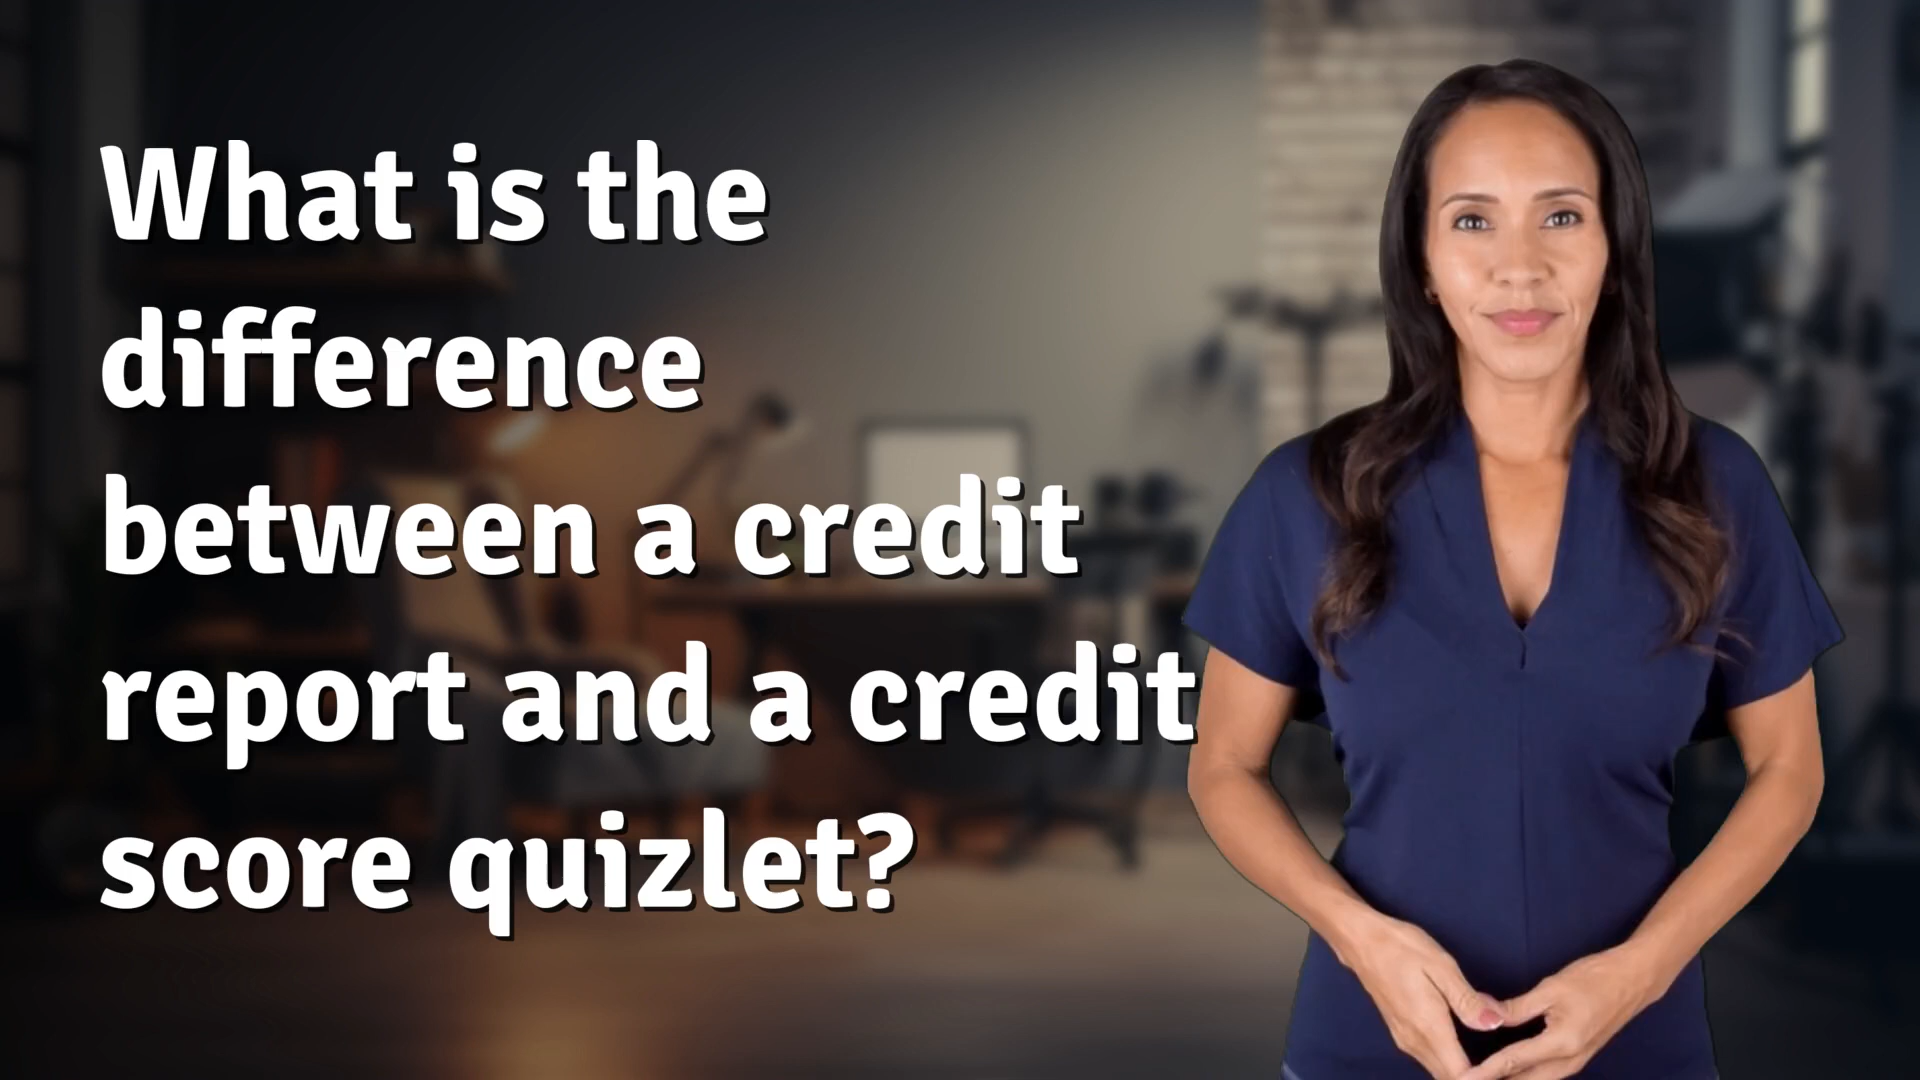 What is the
difference
between a credit
report and a credit
score quizlet?